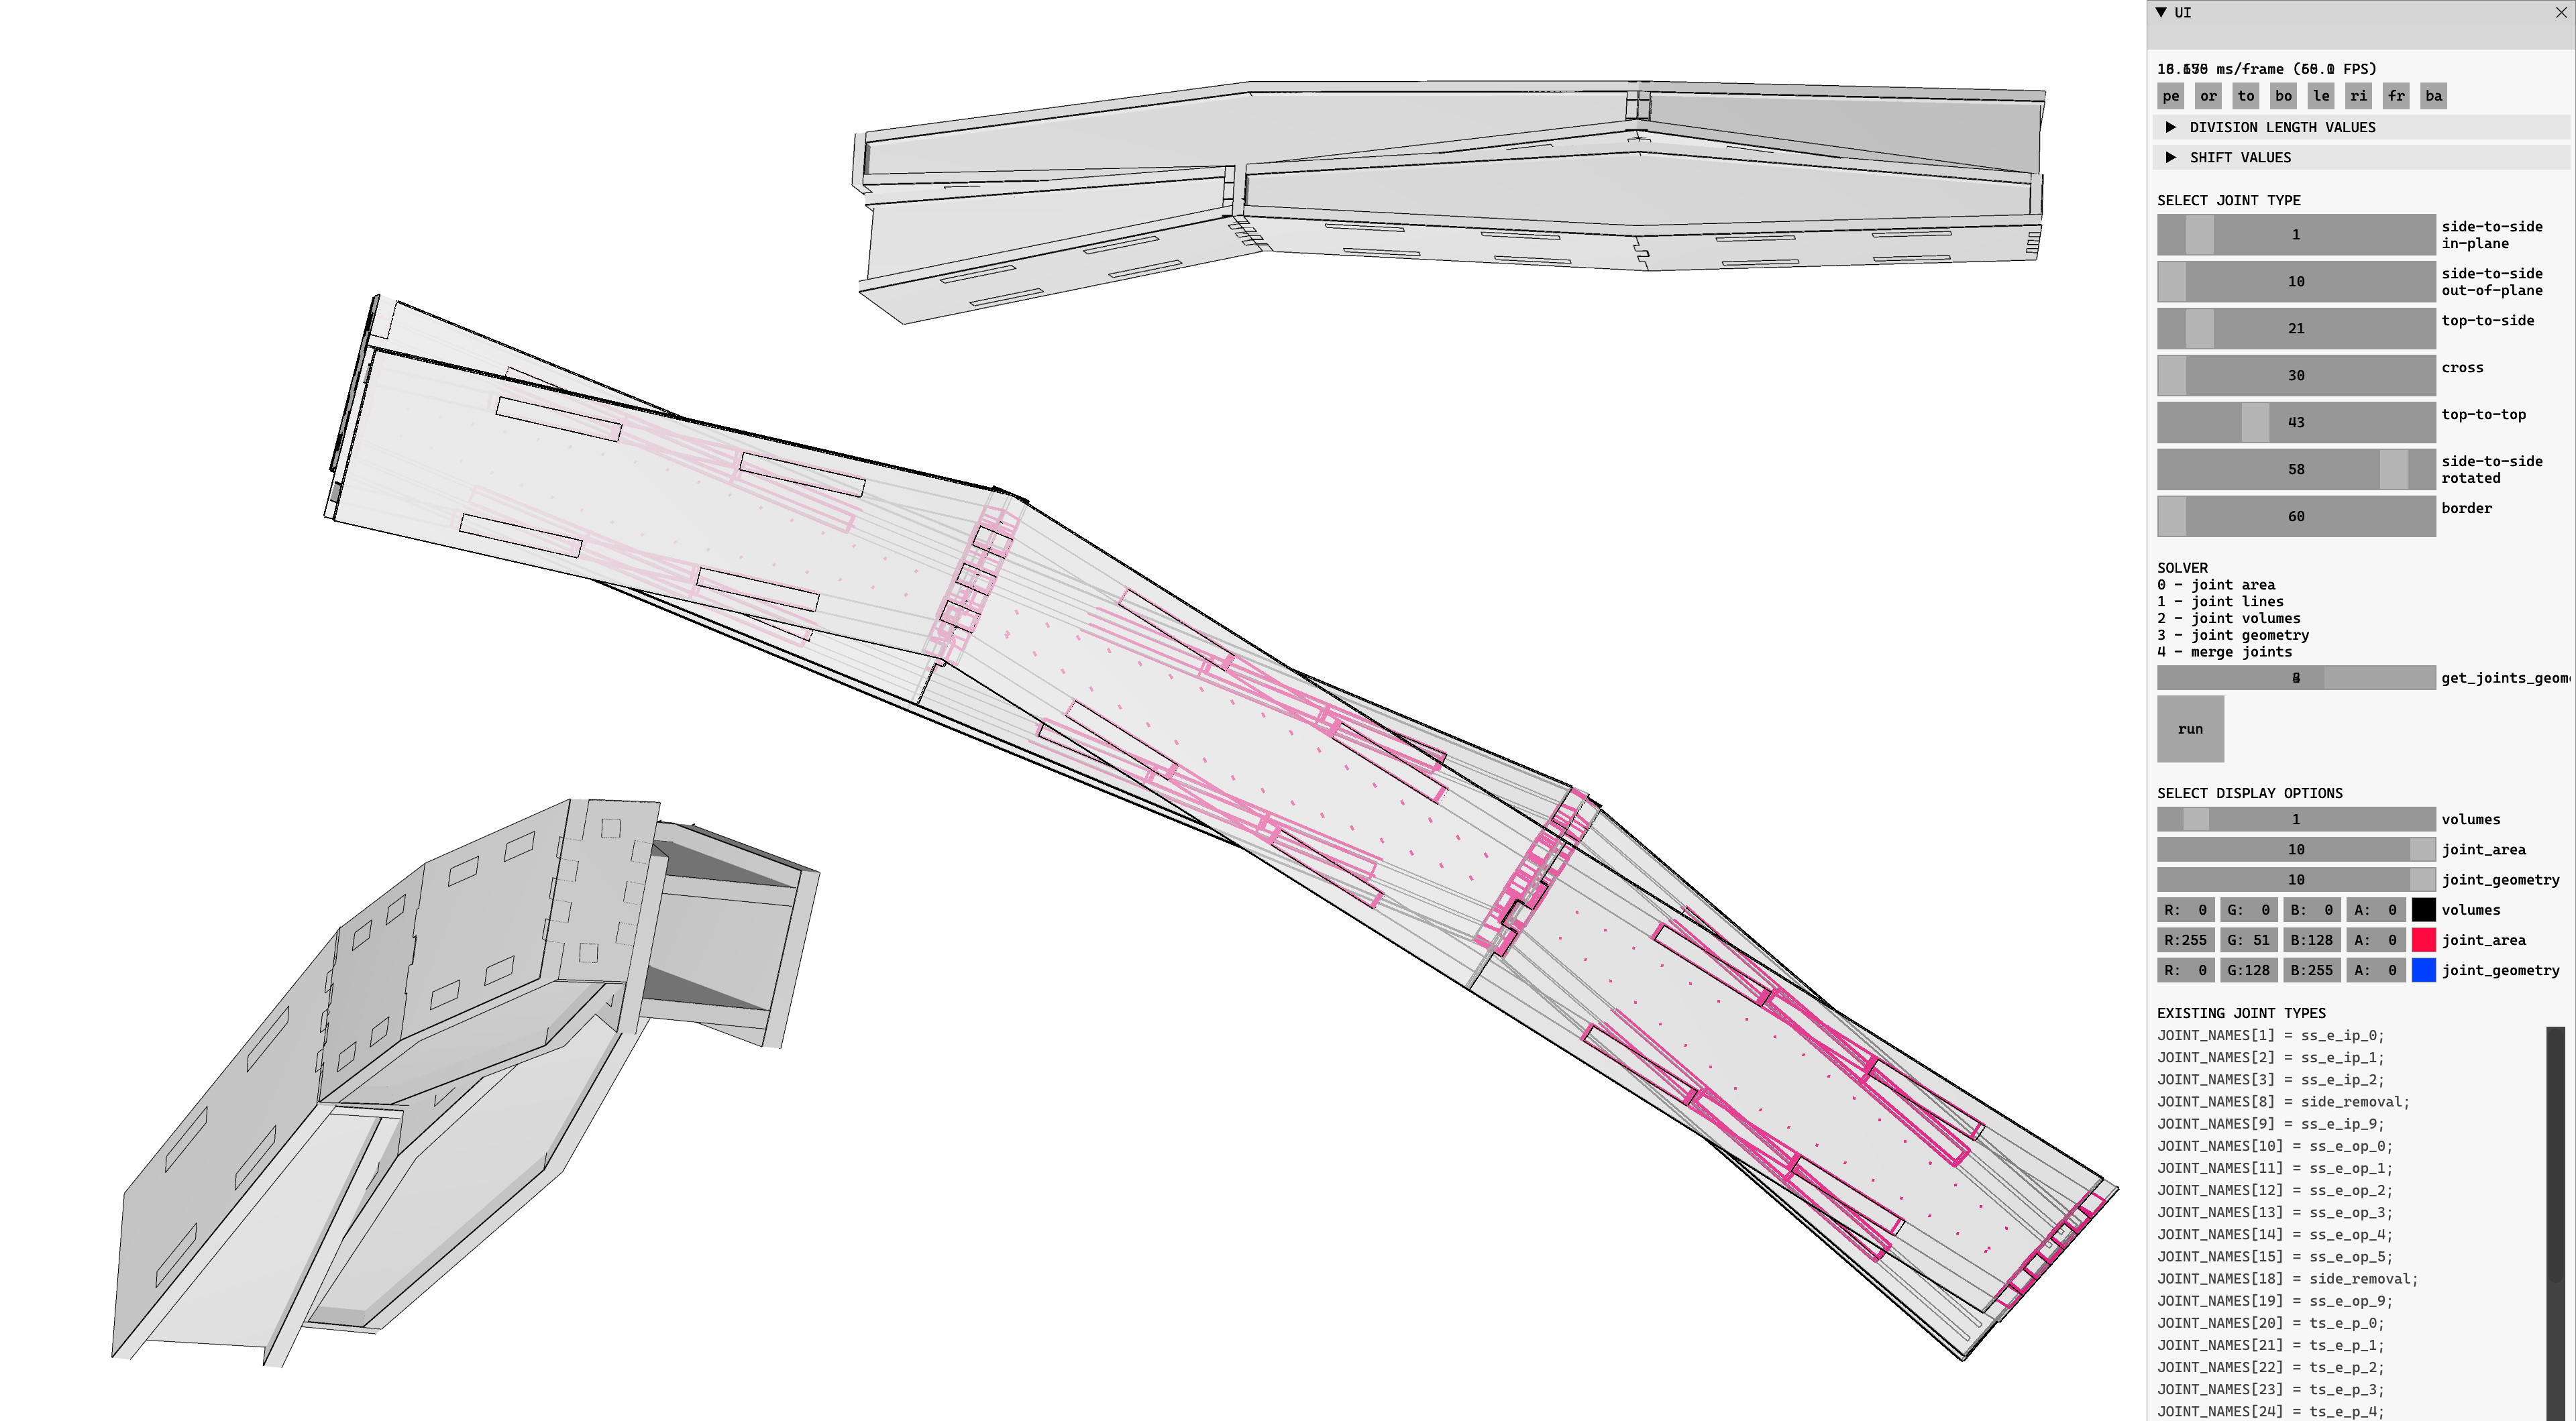 UI
ms/frame ( FPS)
pe or to bo le ri fr ba
DIVISION LENGTH VALUES
SHIFT VALUES
SELECT JOINT TYPE
1 side-to-side
in-plane
10 side-to-side
out-of-plane
21 top-to-side
30 cross
43 top-to-top
58 side-to-side
rotated
60 border
SOLVER
0 - joint area
1 - joint lines
2 - joint volumes
3 - joint geometry
4 - merge joints
get_joints_geom
run
SELECT DISPLAY OPTIONS
1 volumes
10 joint_area
10 joint_geometry
R: 0 G: 0 B: 0 A: 0 volumes
R:255 G: 51 B:128 A: 0 joint_area
R: 0 G:128 B:255 A: 0 joint_geometry
EXISTING JOINT TYPES
JOINT_NAMES[1] = ss_e_ip_0;
JOINT_NAMES[2] = ss_e_ip_1;
JOINT_NAMES[3] = ss_e_ip_2;
JOINT_NAMES[8] = side_removal;
JOINT_NAMES[9] = ss_e_ip_9;
JOINT_NAMES[10] = ss_e_op_0;
JOINT_NAMES[11] = ss_e_op_1;
JOINT_NAMES[12] = ss_e_op_2;
JOINT_NAMES[13] = ss_e_op_3;
JOINT_NAMES[14] = ss_e_op_4;
JOINT_NAMES[15] = ss_e_op_5;
JOINT_NAMES[18] = side_removal;
JOINT_NAMES[19] = ss_e_op_9;
JOINT_NAMES[20] = ts_e_p_0;
JOINT_NAMES[21] = ts_e_p_1;
JOINT_NAMES[22] = ts_e_p_2;
JOINT_NAMES[23] = ts_e_p_3;
JOINT_NAMES[24] = ts_e_p_4;